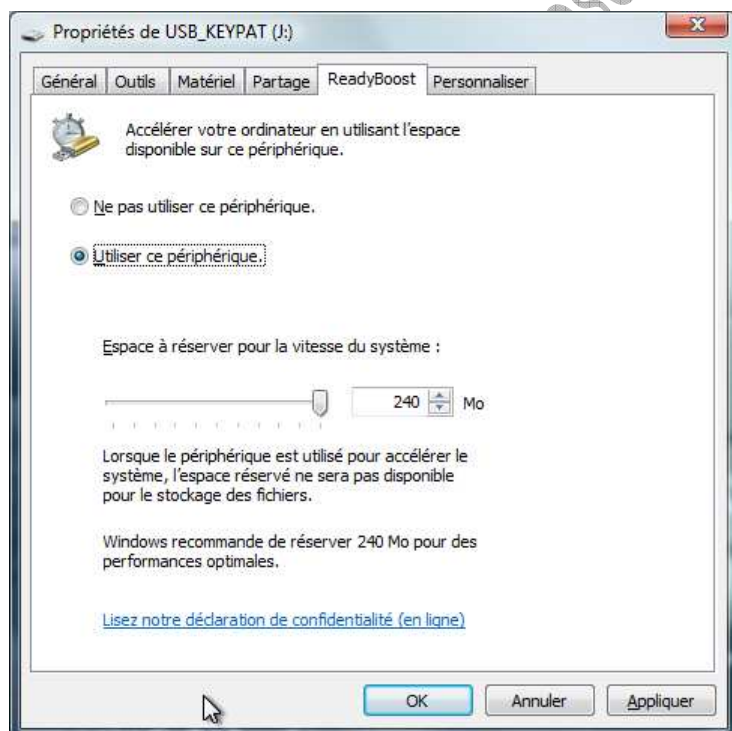 Propriétés de USB_KEYPAT (J:)
Général Outils Matériel Partage ReadyBoost Personnaliser
Accélérer votre ordinateur en utilisant l'espace
disponible sur ce périphérique.
Ne pas utiliser ce périphérique.
Utiliser ce périphérique.
Espace à réserver pour la vitesse du système :
240 Mo
Lorsque le périphérique est utilisé pour accélérer le
système, l'espace réservé ne sera pas disponible
pour le stockage des fichiers.
Windows recommande de réserver 240 Mo pour des
performances optimales.
Lisez notre déclaration de confidentialité (en ligne)
OK Annuler Appliquer